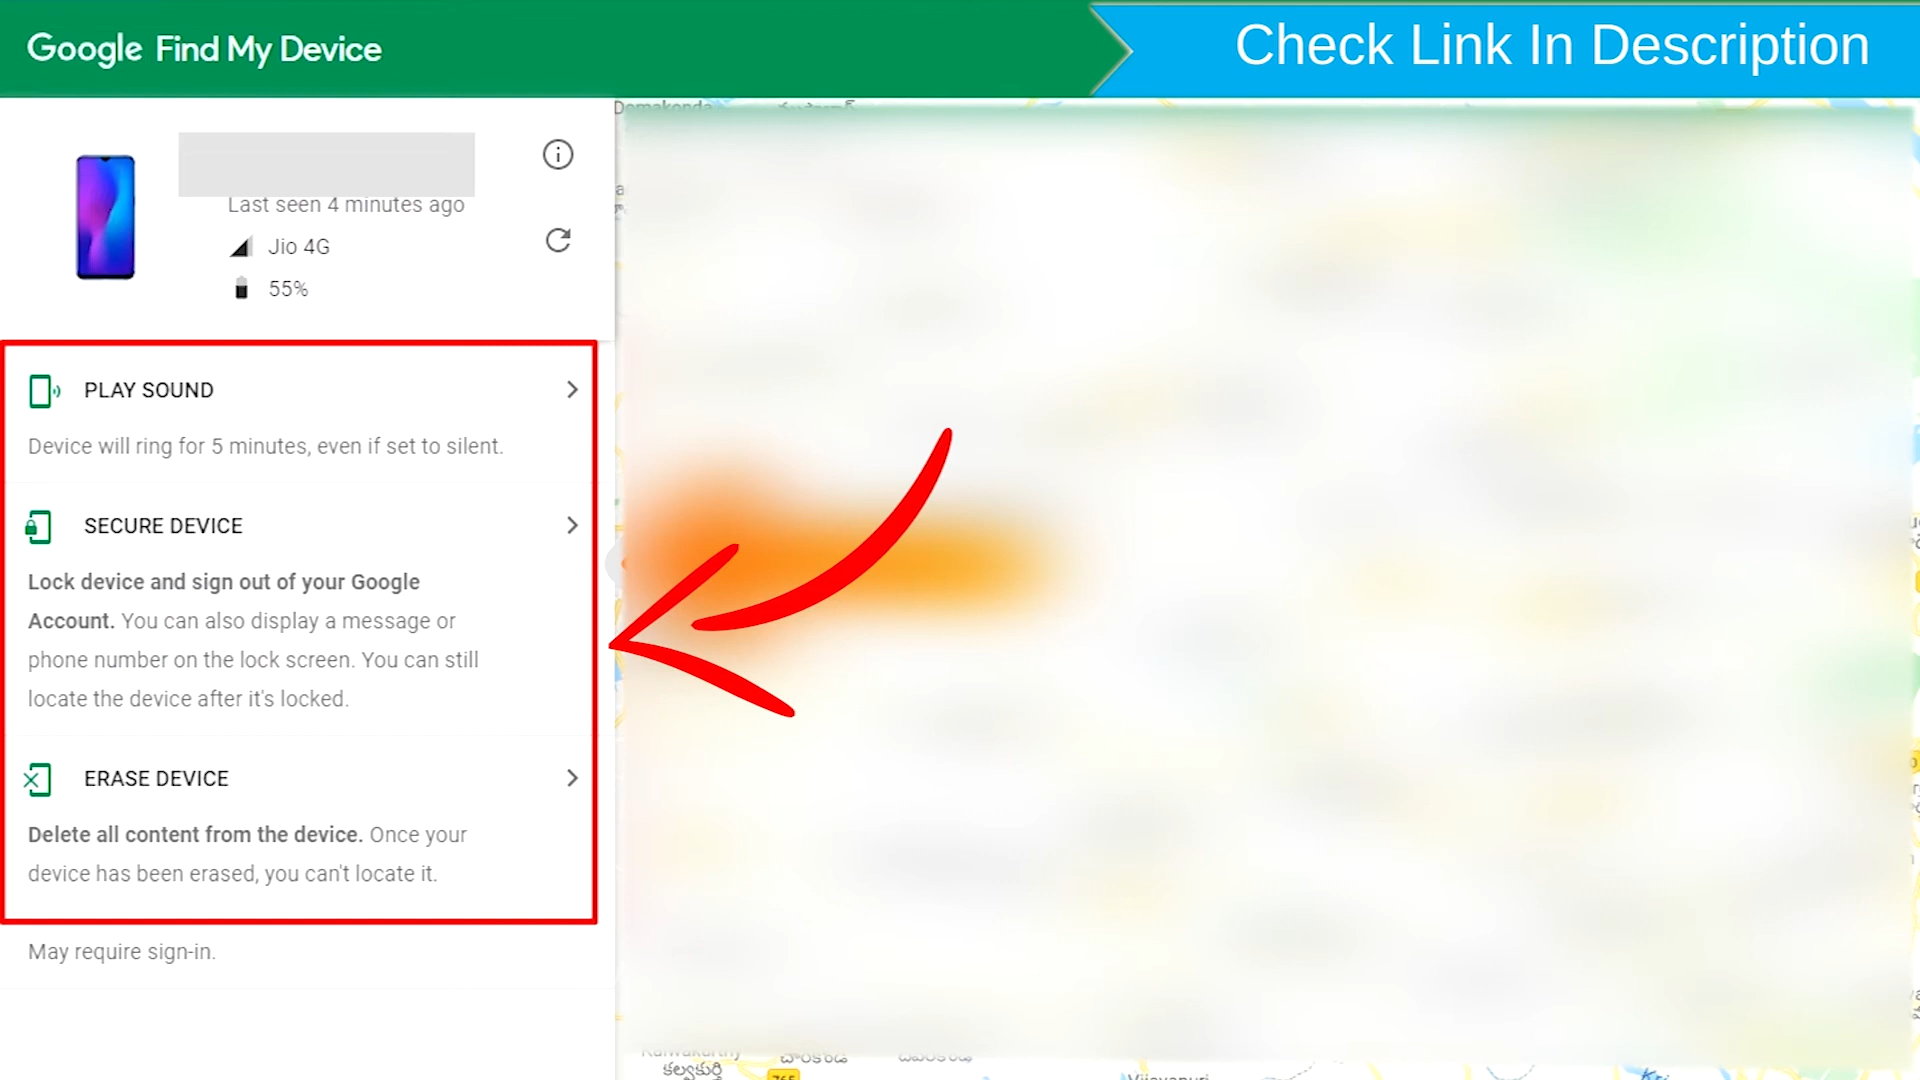 Google Find My Device
Check Link In Description
Last seen 4 minutes ago
Jio 4G
55%
PLAY SOUND
Device will ring for 5 minutes, even if set to silent.
SECURE DEVICE
Lock device and sign out of your Google
Account. You can also display a message or
phone number on the lock screen. You can still
locate the device after it's locked.
ERASE DEVICE
Delete all content from the device. Once your
device has been erased, you can't locate it.
May require sign-in.
Domakonda
కల్వకుర్తి
765